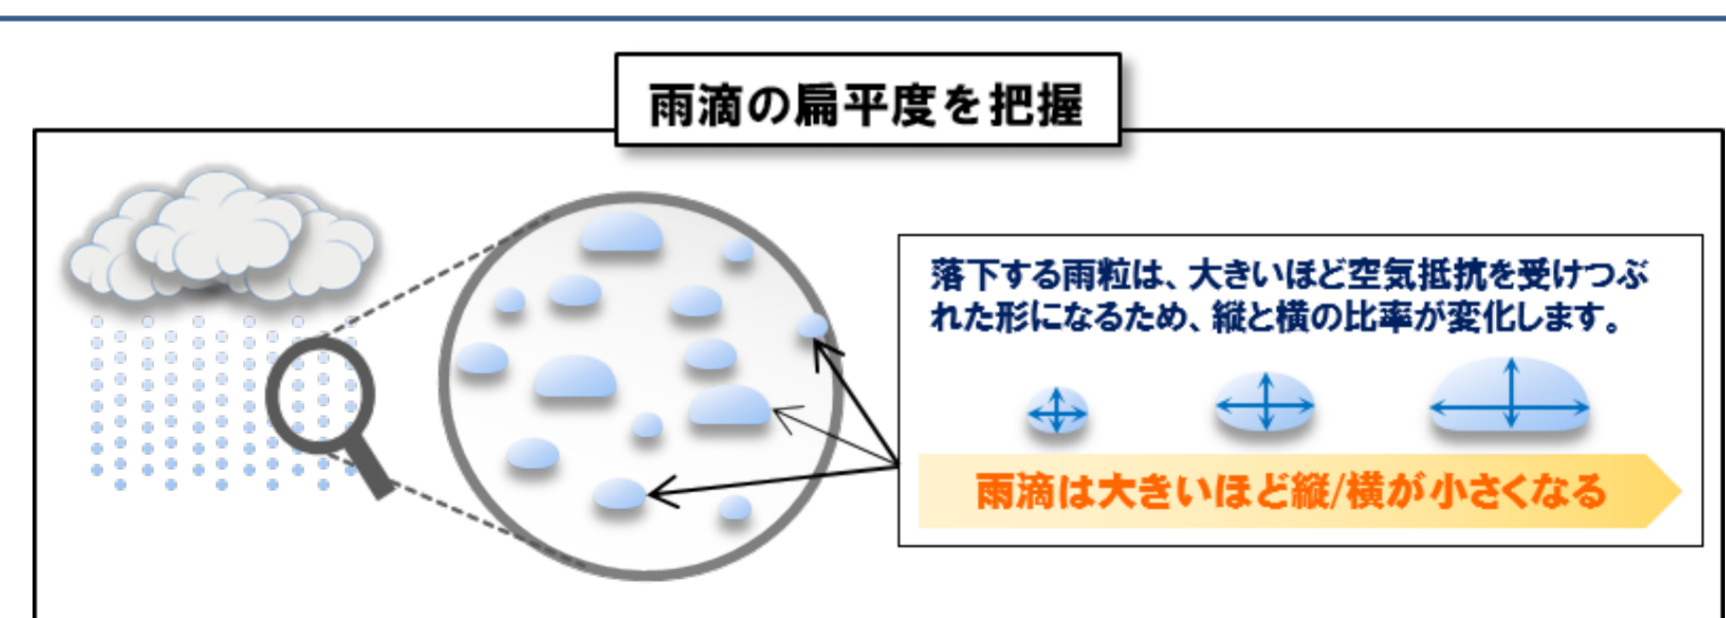 雨滴の扁平度を把握
落下する雨粒は、大きいほど空気抵抗を受けつぶ
れた形になるため、縦と横の比率が変化します。
雨滴は大きいほど縦/横が小さくなる